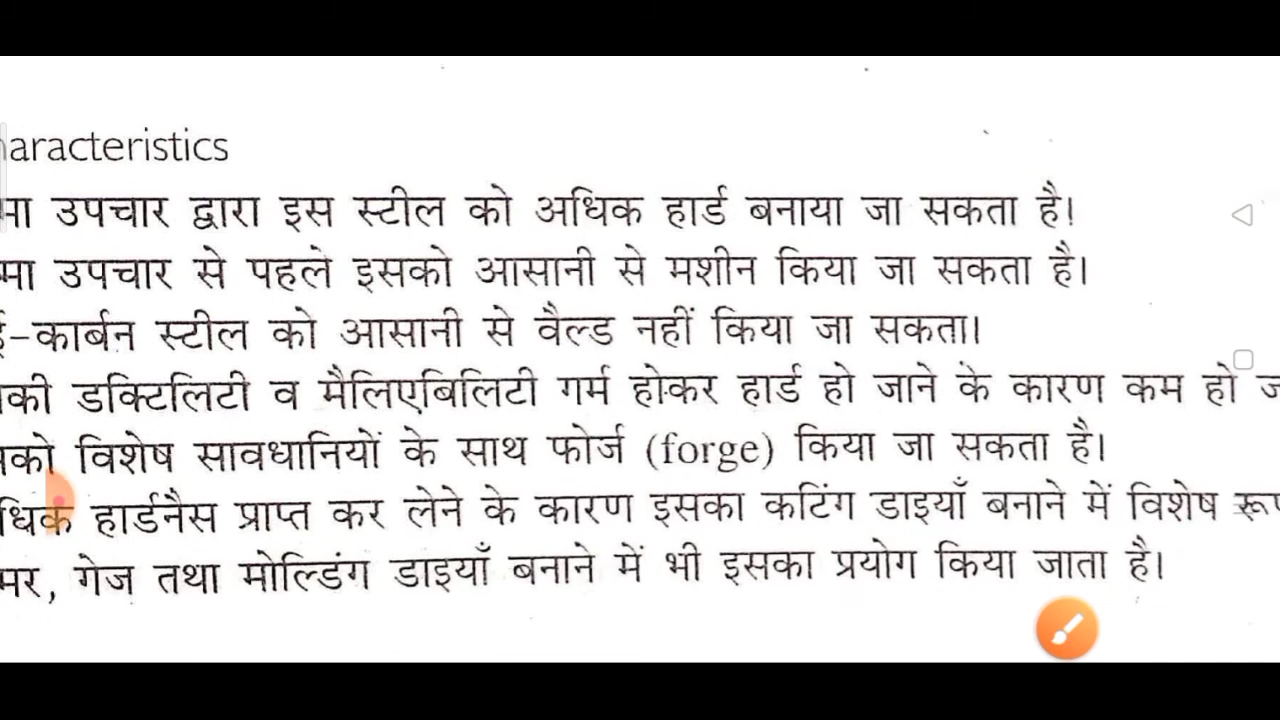 aracteristics
मा उपचार द्वारा इस स्टील को अधिक हार्ड बनाया जा सकता है।
मा उपचार से पहले इसको आसानी से मशीन किया जा सकता है।
ई-कार्बन स्टील को आसानी से वैल्ड नहीं किया जा सकता।
की डक्टिलिटी व मैलिएबिलिटी गर्म होकर हार्ड हो जाने के कारण कम हो ज
को विशेष सावधानियों के साथ फोर्ज (forge) किया जा सकता है।
धिक हार्डनैस प्राप्त कर लेने के कारण इसका कटिंग डाइयाँ बनाने में विशेष रूप
मर, गेज तथा मोल्डिंग डाइयाँ बनाने में भी इसका प्रयोग किया जाता है।